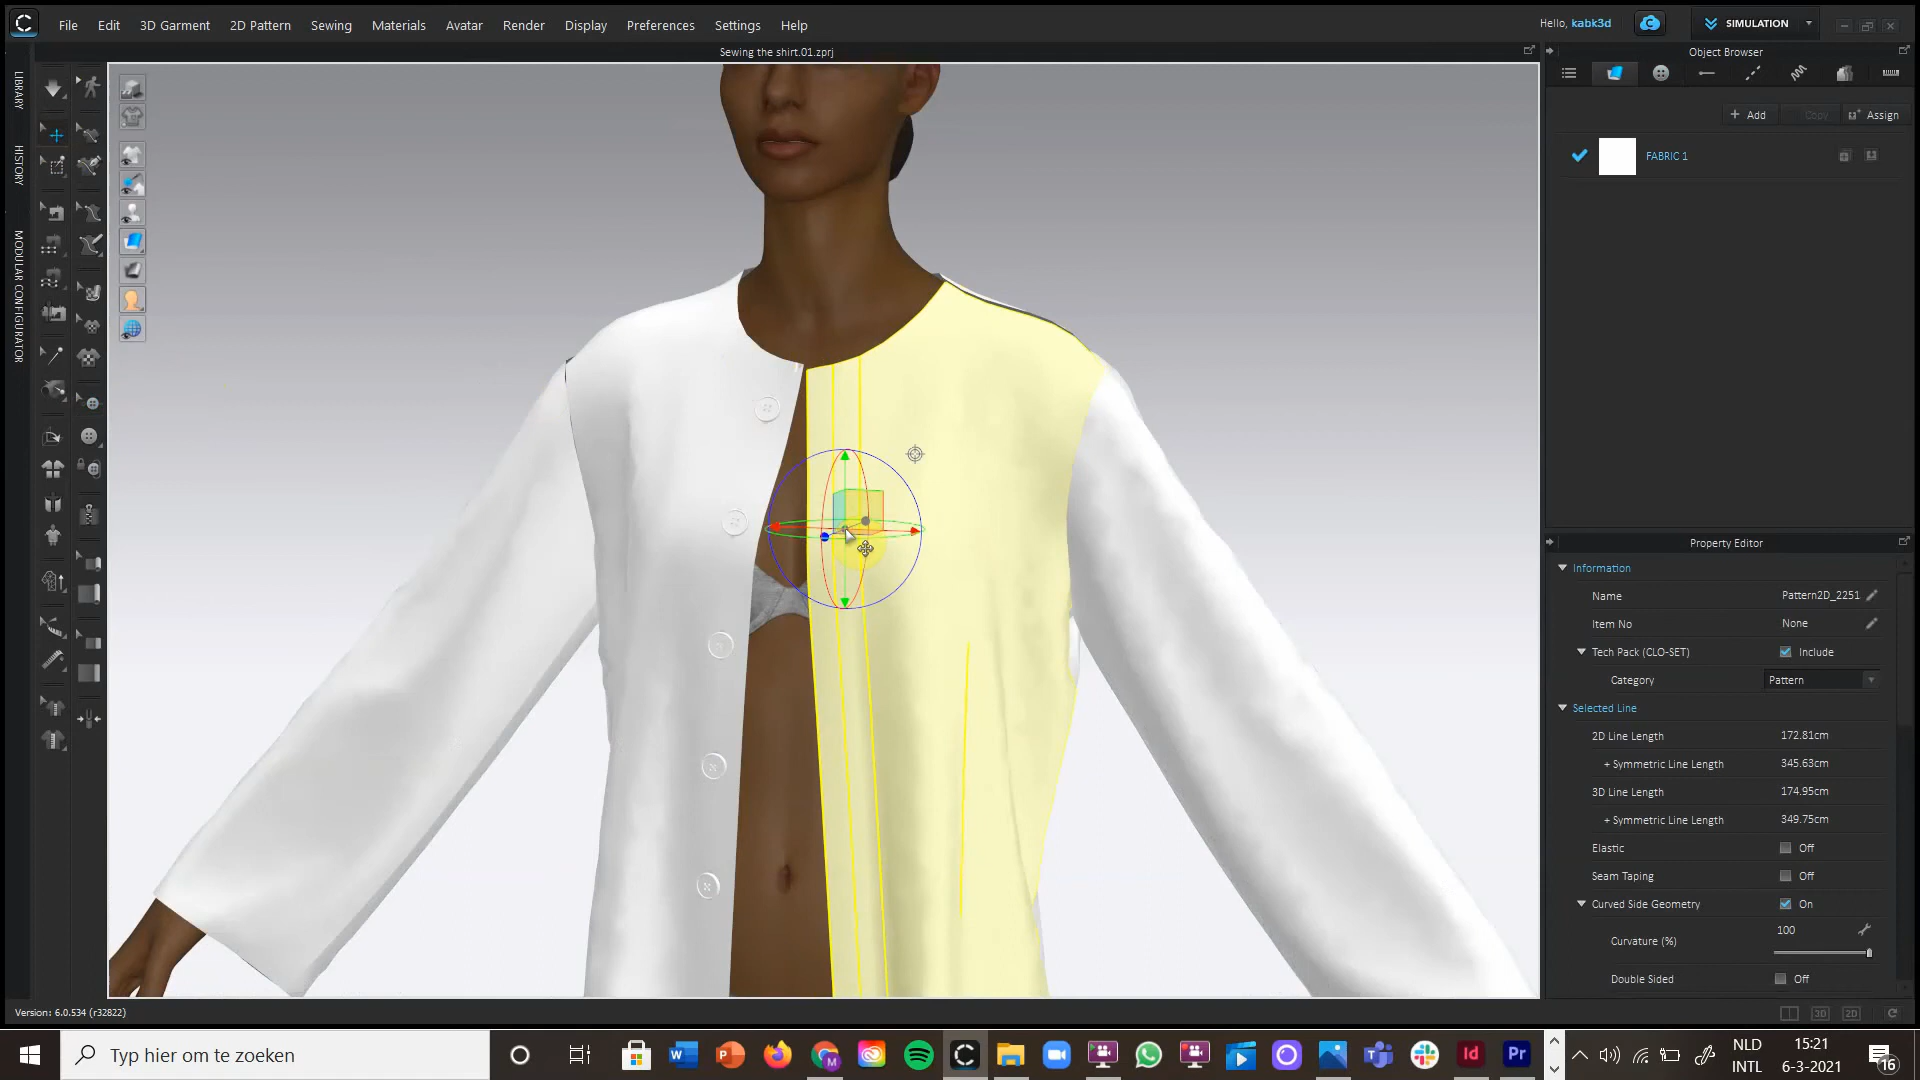 File Edit 3D Garment 2D Pattern Sewing Materials Avatar Render Display Preferences Settings Help
Hello, kabk3d
SIMULATION
Sewing the shirt.01.zprj
Object Browser
LIBRARY
HISTORY
MODULAR CONFIGURATOR
+ Add Copy Assign
FABRIC 1
Property Editor
Information
Name Pattern2D_2251
Item No None
Tech Pack (CLO-SET) Include
Category Pattern
Selected Line
2D Line Length 172.81cm
+ Symmetric Line Length 345.63cm
3D Line Length 174.95cm
+ Symmetric Line Length 349.75cm
Elastic Off
Seam Taping Off
Curved Side Geometry On
Curvature (%) 100
Double Sided Off
Version: 6.0.534 (r32822)
3D 2D
Typ hier om te zoeken
NLD
INTL
15:21
6-3-2021
16